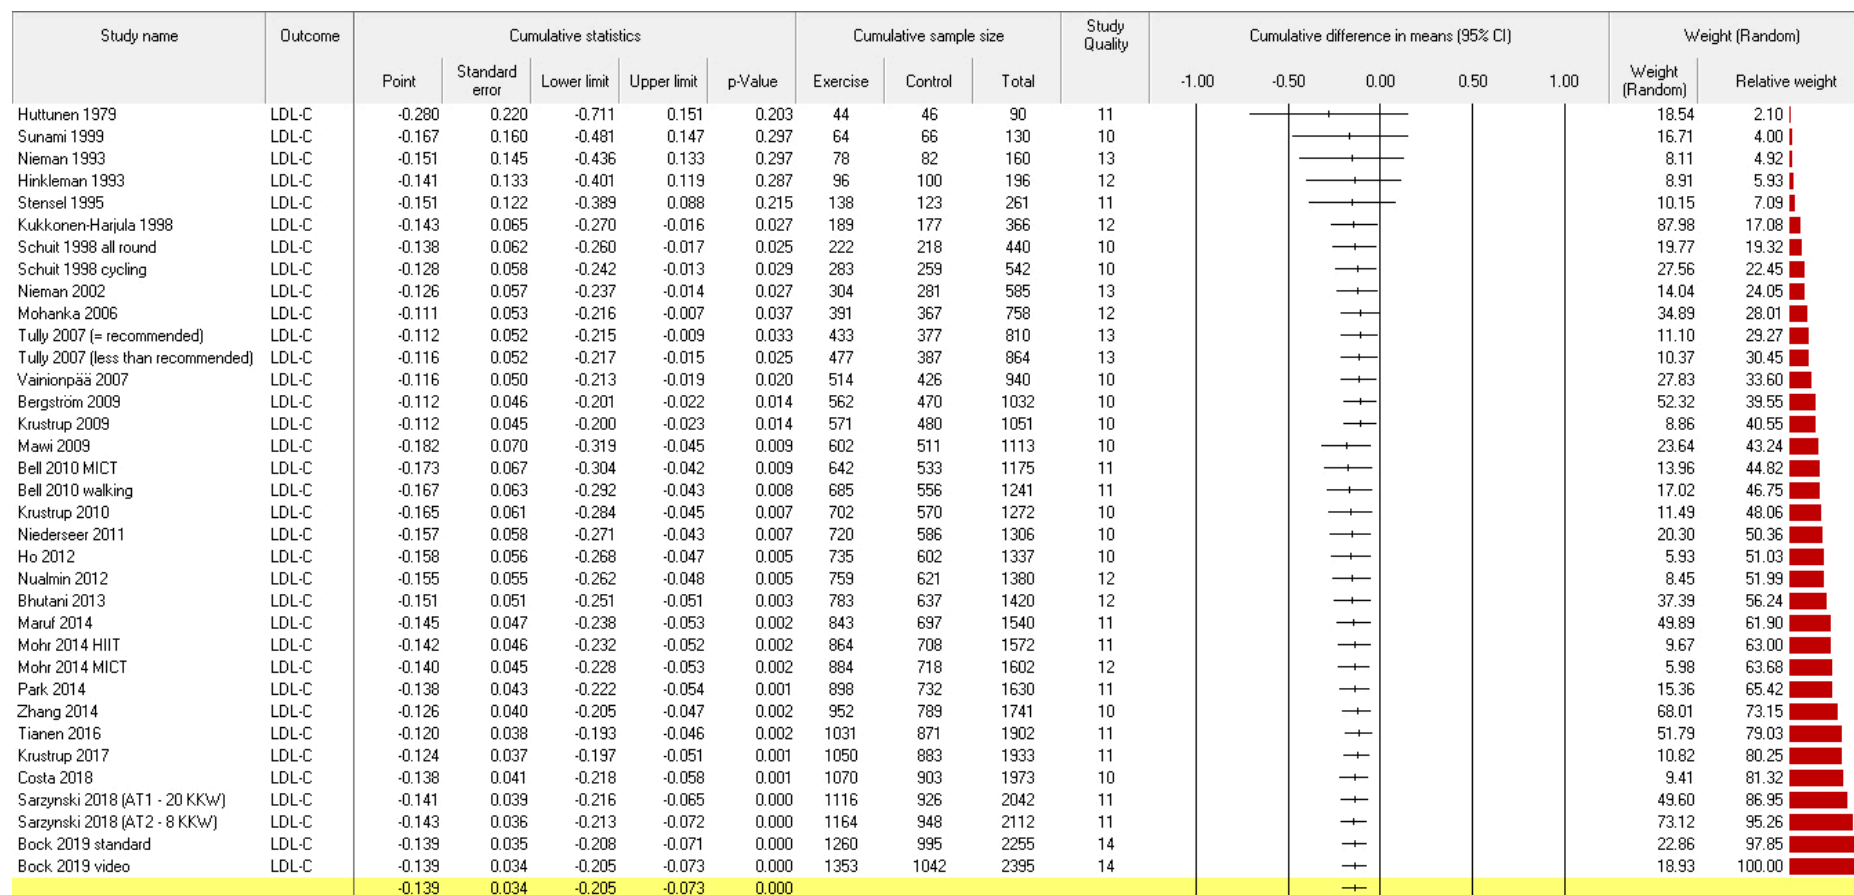 Study name Outcome Cumulative statistics Cumulative sample size Study Quality Cumulative difference in means (95% CI) Weight (Random)
Point Standard error Lower limit Upper limit p-Value Exercise Control Total -1.00 -0.50 0.00 0.50 1.00 Weight (Random) Relative weight
Huttunen 1979 LDL-C -0.280 0.220 -0.711 0.151 0.203 44 46 90 11 18.54 2.10
Sunami 1999 LDL-C -0.167 0.160 -0.481 0.147 0.297 64 66 130 10 16.71 4.00
Nieman 1993 LDL-C -0.151 0.145 -0.436 0.133 0.297 78 82 160 13 8.11 4.92
Hinkleman 1993 LDL-C -0.141 0.133 -0.401 0.119 0.287 96 100 196 12 8.91 5.93
Stensel 1995 LDL-C -0.151 0.122 -0.389 0.088 0.215 138 123 261 11 10.15 7.09
Kukkonen-Harjula 1998 LDL-C -0.143 0.065 -0.270 -0.016 0.027 189 177 366 12 87.98 17.08
Schuit 1998 all round LDL-C -0.138 0.062 -0.260 -0.017 0.025 222 218 440 10 19.77 19.32
Schuit 1998 cycling LDL-C -0.128 0.058 -0.242 -0.013 0.029 283 259 542 10 27.56 22.45
Nieman 2002 LDL-C -0.126 0.057 -0.237 -0.014 0.027 304 281 585 13 14.04 24.05
Mohanka 2006 LDL-C -0.111 0.053 -0.216 -0.007 0.037 391 367 758 12 34.89 28.01
Tully 2007 (= recommended) LDL-C -0.112 0.052 -0.215 -0.009 0.033 433 377 810 13 11.10 29.27
Tully 2007 (less than recommended) LDL-C -0.116 0.052 -0.217 -0.015 0.025 477 387 864 13 10.37 30.45
Vainionpää 2007 LDL-C -0.116 0.050 -0.213 -0.019 0.020 514 426 940 10 27.83 33.60
Bergström 2009 LDL-C -0.112 0.046 -0.201 -0.022 0.014 562 470 1032 10 52.32 39.55
Krustrup 2009 LDL-C -0.112 0.045 -0.200 -0.023 0.014 571 480 1051 10 8.86 40.55
Mawi 2009 LDL-C -0.182 0.070 -0.319 -0.045 0.009 602 511 1113 10 23.64 43.24
Bell 2010 MICT LDL-C -0.173 0.067 -0.304 -0.042 0.009 642 533 1175 11 13.96 44.82
Bell 2010 walking LDL-C -0.167 0.063 -0.292 -0.043 0.008 685 556 1241 11 17.02 46.75
Krustrup 2010 LDL-C -0.165 0.061 -0.284 -0.045 0.007 702 570 1272 10 11.49 48.06
Niederseer 2011 LDL-C -0.157 0.058 -0.271 -0.043 0.007 720 586 1306 10 20.30 50.36
Ho 2012 LDL-C -0.158 0.056 -0.268 -0.047 0.005 735 602 1337 10 5.93 51.03
Nualmin 2012 LDL-C -0.155 0.055 -0.262 -0.048 0.005 759 621 1380 12 8.45 51.99
Bhutani 2013 LDL-C -0.151 0.051 -0.251 -0.051 0.003 783 637 1420 12 37.39 56.24
Maruf 2014 LDL-C -0.145 0.047 -0.238 -0.053 0.002 843 697 1540 11 49.89 61.90
Mohr 2014 HIIT LDL-C -0.142 0.046 -0.232 -0.052 0.002 864 708 1572 11 9.67 63.00
Mohr 2014 MICT LDL-C -0.140 0.045 -0.228 -0.053 0.002 884 718 1602 12 5.98 63.68
Park 2014 LDL-C -0.138 0.043 -0.222 -0.054 0.001 898 732 1630 11 15.36 65.42
Zhang 2014 LDL-C -0.126 0.040 -0.205 -0.047 0.002 952 789 1741 10 68.01 73.15
Tianen 2016 LDL-C -0.120 0.038 -0.193 -0.046 0.002 1031 871 1902 11 51.79 79.03
Krustrup 2017 LDL-C -0.124 0.037 -0.197 -0.051 0.001 1050 883 1933 11 10.82 80.25
Costa 2018 LDL-C -0.138 0.041 -0.218 -0.058 0.001 1070 903 1973 10 9.41 81.32
Sarzynski 2018 (AT1 - 20 KKW) LDL-C -0.141 0.039 -0.216 -0.065 0.000 1116 926 2042 11 49.60 86.95
Sarzynski 2018 (AT2 - 8 KKW) LDL-C -0.143 0.036 -0.213 -0.072 0.000 1164 948 2112 11 73.12 95.26
Bock 2019 standard LDL-C -0.139 0.035 -0.208 -0.071 0.000 1260 995 2255 14 22.86 97.85
Bock 2019 video LDL-C -0.139 0.034 -0.205 -0.073 0.000 1353 1042 2395 14 18.93 100.00
-0.139 0.034 -0.205 -0.073 0.000